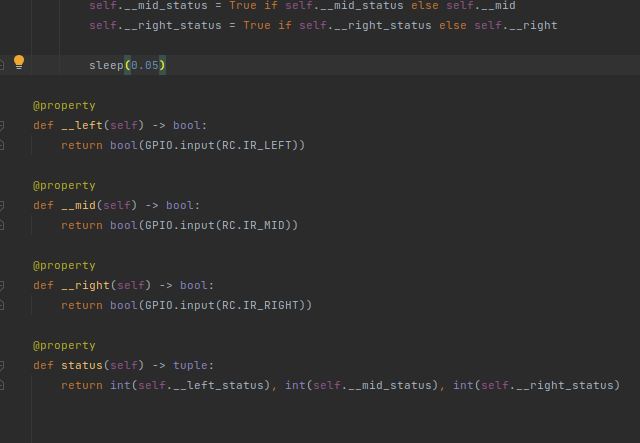 self.__mid_status = True if self.__mid_status else self.__mid
self.__right_status = True if self.__right_status else self.__right
sleep(0.05)
@property
def __left(self) -> bool:
return bool(GPIO.input(RC.IR_LEFT))
@property
def __mid(self) -> bool:
return bool(GPIO.input(RC.IR_MID))
@property
def __right(self) -> bool:
return bool(GPIO.input(RC.IR_RIGHT))
@property
def status(self) -> tuple:
return int(self.__left_status), int(self.__mid_status), int(self.__right_status)